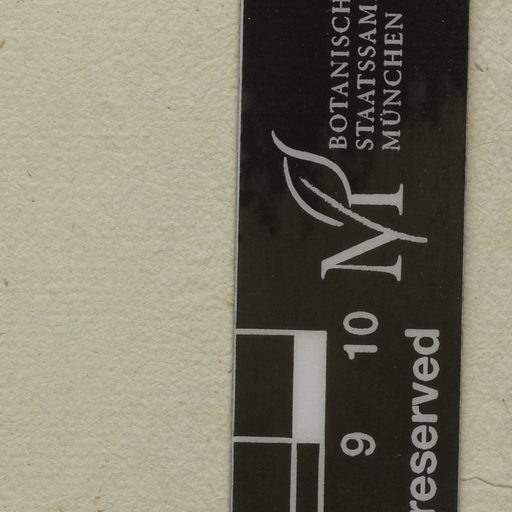 BOTANISCH
STAATSSAM
MÜNCHEN
M
9 10
reserved